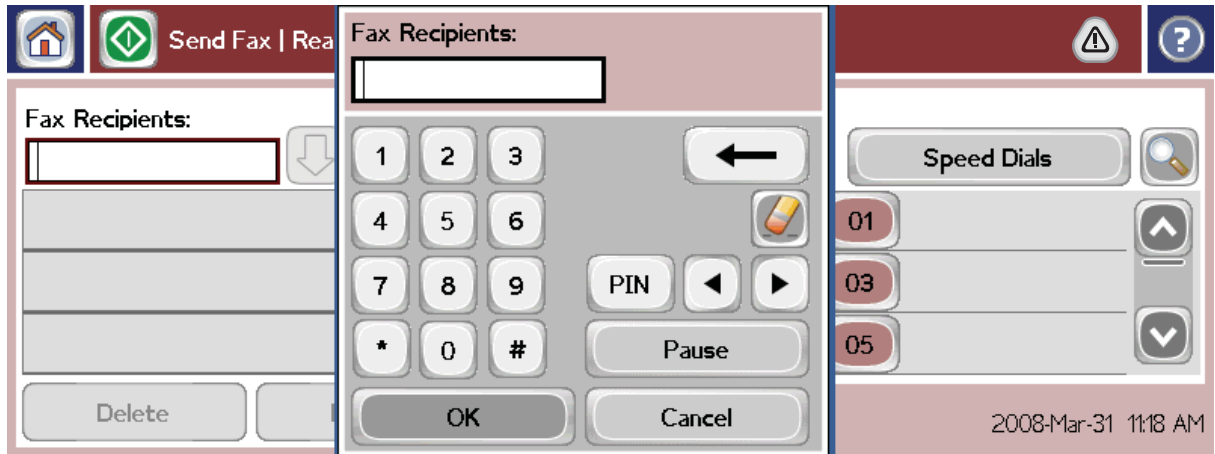 Send Fax | Rea
?
Fax Recipients:
Delete
Fax Recipients:
1 2 3
4 5 6
7 8 9 PIN
* 0 # Pause
OK Cancel
Speed Dials
01
03
05
2008-Mar-31 11:18 AM